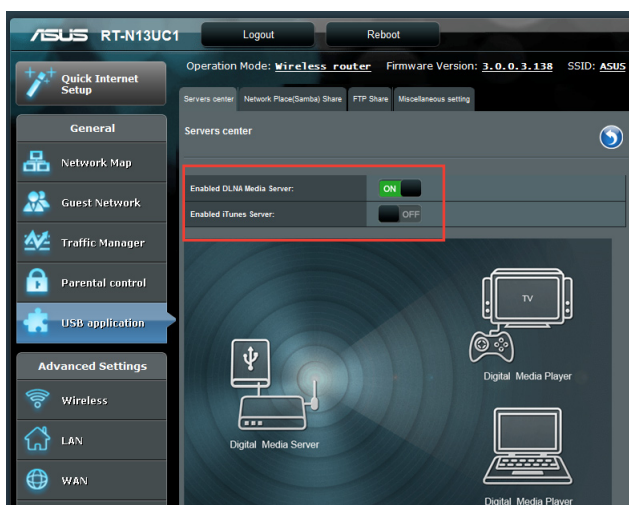 ASUS RT-N13UC1 Logout Reboot
Operation Mode: Wireless router Firmware Version: 3.0.0.3.138 SSID: ASUS
Quick Internet
Setup
Servers center Network Place(Samba) Share FTP Share Miscellaneous setting
General
Servers center
Network Map
Enabled DLNA Media Server: ON
Guest Network
Enabled iTunes Server: OFF
Traffic Manager
Parental control
USB application
TV
Advanced Settings
Digital Media Player
Wireless
LAN
Digital Media Server
WAN
Digital Media Player